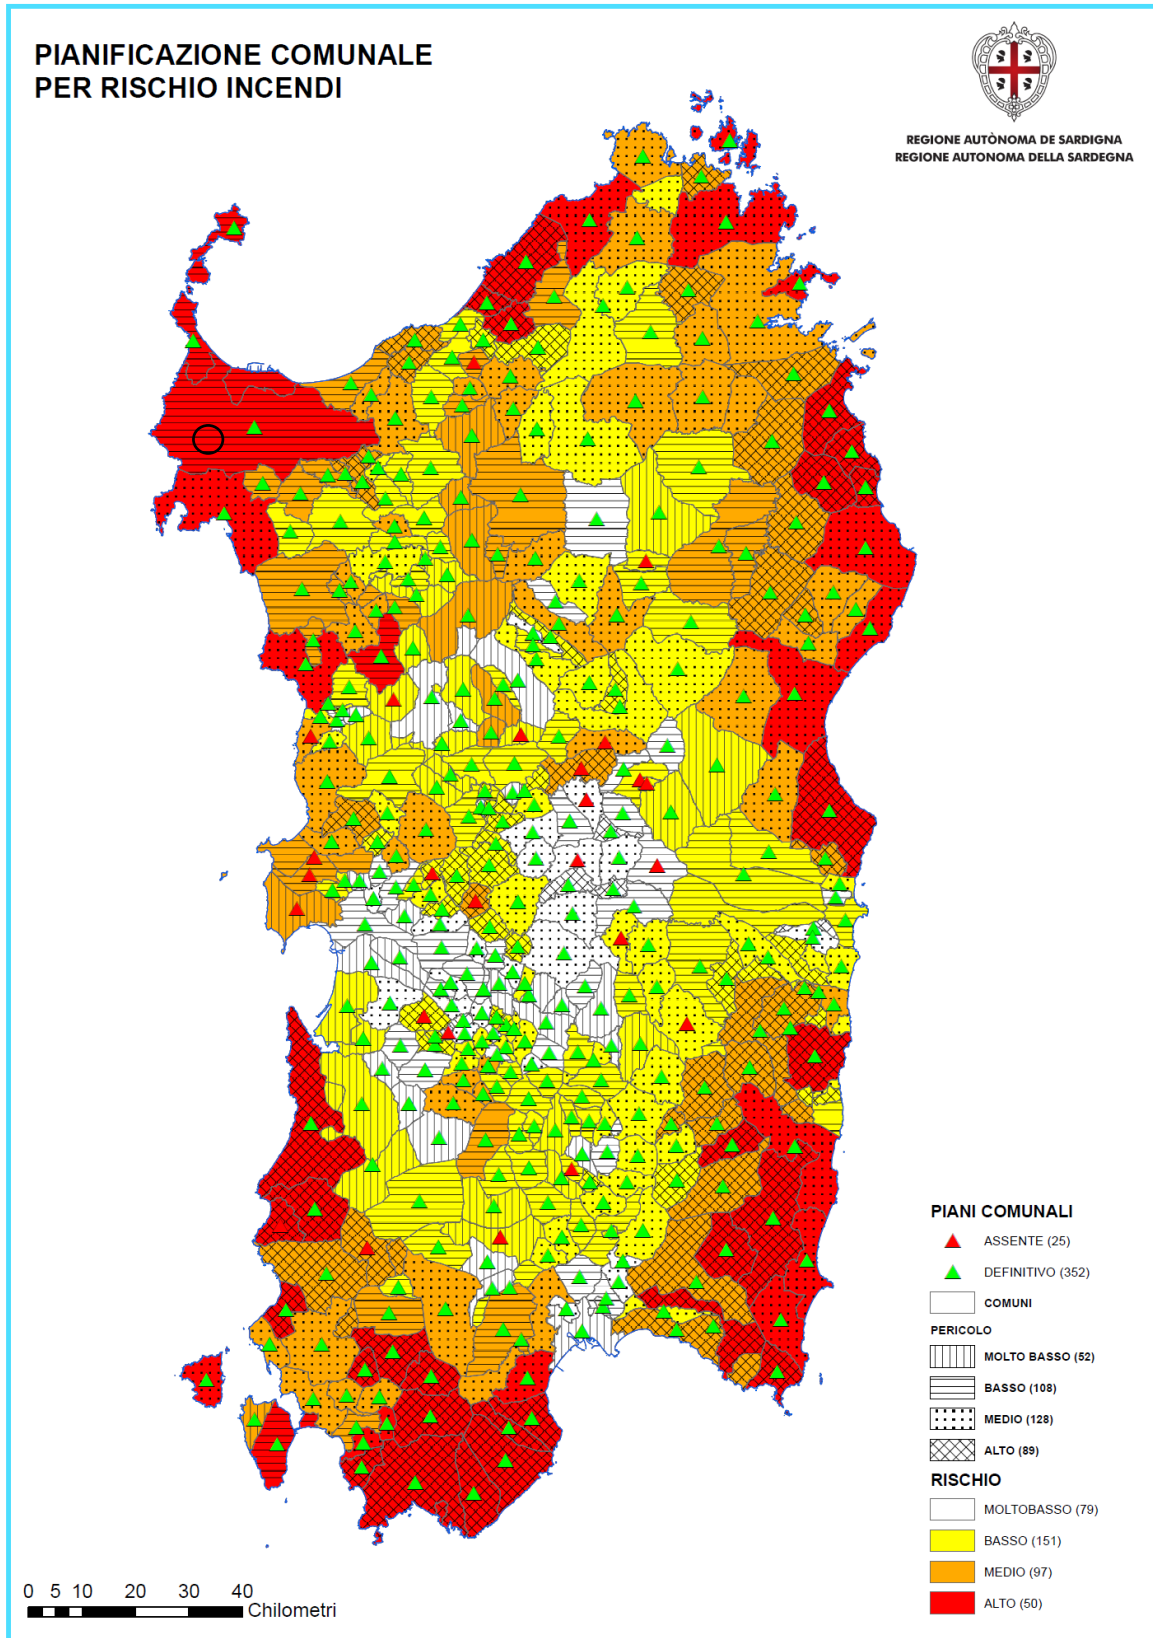 PIANIFICAZIONE COMUNALE
PER RISCHIO INCENDI
REGIONE AUTÒNOMA DE SARDIGNA
REGIONE AUTONOMA DELLA SARDEGNA
PIANI COMUNALI
ASSENTE (25)
DEFINITIVO (352)
COMUNI
PERICOLO
MOLTO BASSO (52)
BASSO (108)
MEDIO (128)
ALTO (89)
RISCHIO
MOLTOBASSO (79)
BASSO (151)
MEDIO (97)
ALTO (50)
0 5 10 20 30 40
Chilometri